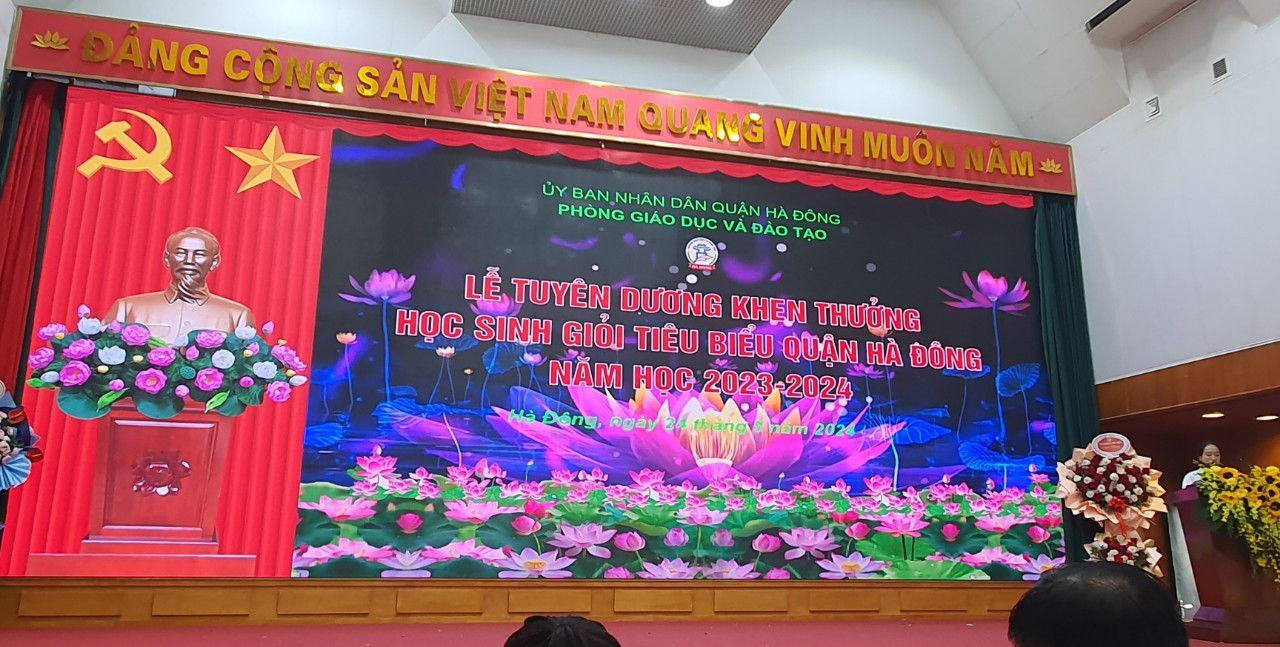 ĐẢNG CỘNG SẢN VIỆT NAM QUANG VINH MUÔN NĂM
ỦY BAN NHÂN DÂN QUẬN HÀ ĐÔNG
PHÒNG GIÁO DỤC VÀ ĐÀO TẠO
LỄ TUYÊN DƯƠNG KHEN THƯỞNG
HỌC SINH GIỎI TIÊU BIỂU QUẬN HÀ ĐÔNG
NĂM HỌC 2023-2024
Hà Đông, ngày 24 tháng 5 năm 2024